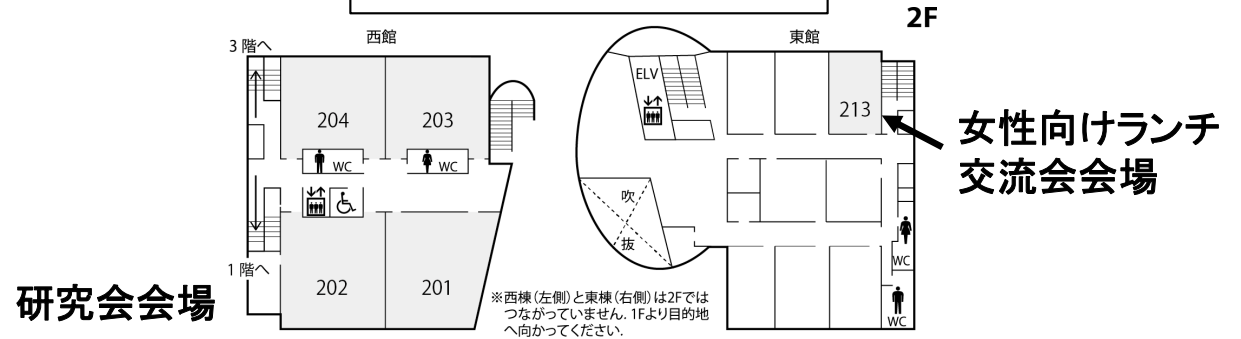 2F
西館
東館
3 階へ
ELV
204
203
213
女性向けランチ
交流会会場
WC
WC
吹
抜
WC
1 階へ
202
201
研究会会場
※西棟(左側)と東棟(右側)は2Fでは
つながっていません. 1Fより目的地
へ向かってください.
WC